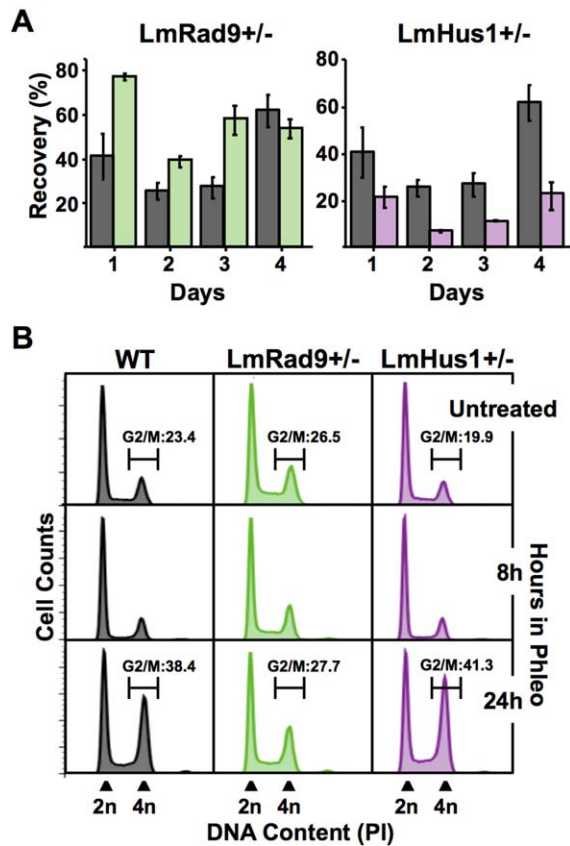 A
LmRad9+/-
LmHus1+/-
Recovery (%)
80
60
40
20
80
60
40
20
1 2 3 4
1 2 3 4
Days
Days
B
WT LmRad9+/- LmHus1+/-
Untreated
G2/M:23.4
G2/M:26.5
G2/M:19.9
Cell Counts
8h
Hours in Phleo
G2/M:38.4
G2/M:27.7
G2/M:41.3
24h
2n 4n
2n 4n
2n 4n
DNA Content (PI)